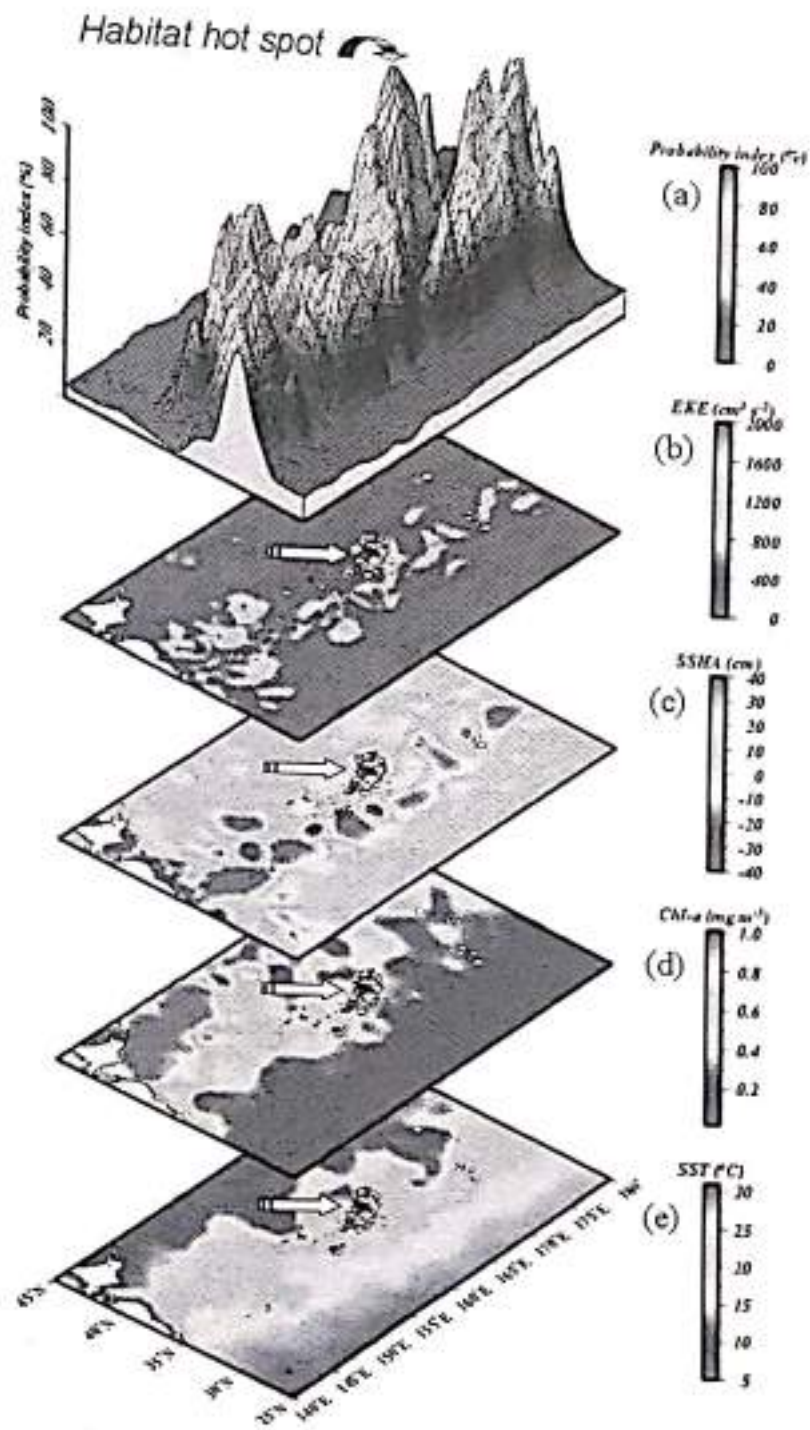 Habitat hot spot
Probability index (%)
100
80
60
40
20
(a)
Probability index (%)
100
80
60
40
20
0
(b)
EKE (cm² s⁻²)
2000
1600
1200
800
400
0
(c)
SSHA (cm)
40
30
20
10
0
-10
-20
-30
-40
(d)
Chl-a (mg m⁻³)
1.0
0.8
0.6
0.4
0.2
(e)
SST (°C)
30
25
20
15
10
5
45°N
40°N
35°N
30°N
25°N
140°E
145°E
150°E
155°E
160°E
165°E
170°E
175°E
180°